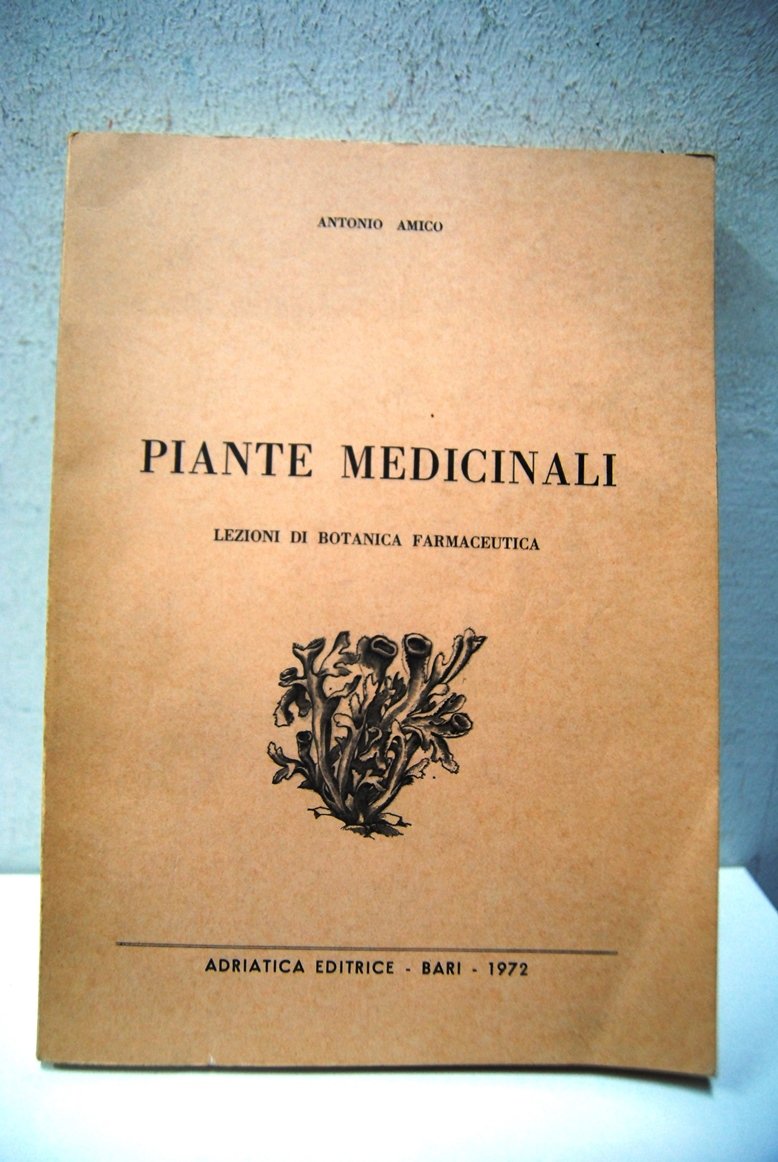 ANTONIO AMICO
PIANTE MEDICINALI
LEZIONI DI BOTANICA FARMACEUTICA
ADRIATICA EDITRICE - BARI - 1972